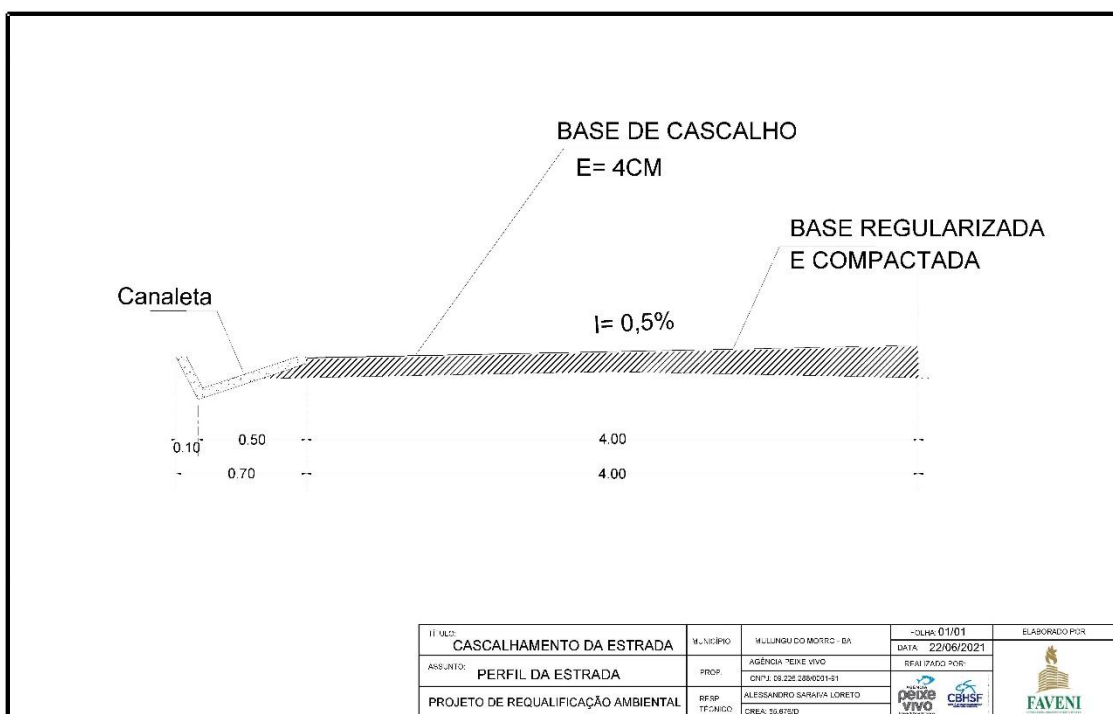 BASE DE CASCALHO
E= 4CM
BASE REGULARIZADA
E COMPACTADA
Canaleta
I= 0,5%
0.10
0.50
4.00
0.70
4.00
TÍTULO:
CASCALHAMENTO DA ESTRADA
MUNICÍPIO
MULUNGU DO MORRO - BA
FOLHA: 01/01
ELABORADO POR
DATA: 22/06/2021
ASSUNTO:
PERFIL DA ESTRADA
PROP.
AGÊNCIA PEIXE VIVO
REALIZADO POR:
PROJETO DE REQUALIFICAÇÃO AMBIENTAL
RESP.
TÉCNICO
ALESSANDRO SARAIVA LORETO
AGÊNCIA
peixe
vivo
CBHSF
FAVENI